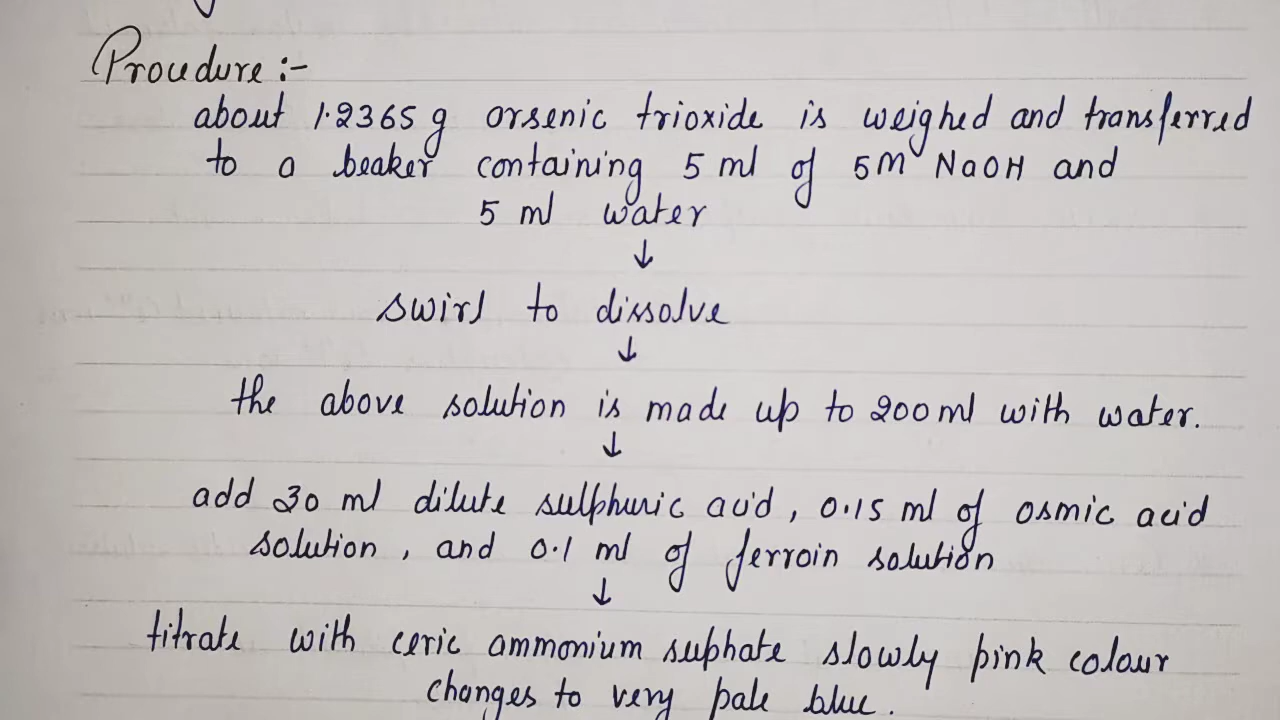 Proudure :-
about 1.2365 g arsenic trioxide is weighed and transferred
to a beaker containing 5 ml of 5M NaOH and
5 ml water
↓
swirl to dissolve
↓
the above solution is made up to 200 ml with water.
↓
add 30 ml dilute sulphuric acid, 0.15 ml of osmic acid
solution, and 0.1 ml of ferroin solution
↓
titrate with ceric ammonium suphate slowly pink colour
changes to very pale blue.